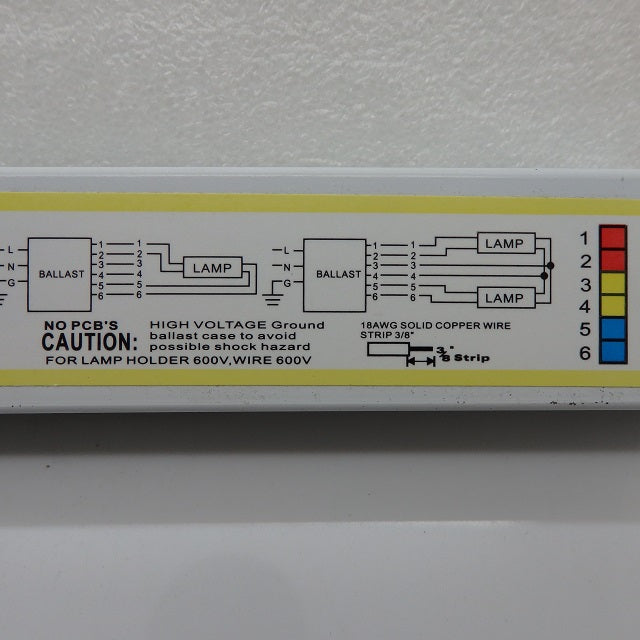 L
N
G
BALLAST
1 1
2 2
3 3
4 4
5 5
6 6
LAMP
L
N
G
BALLAST
1 1
2 2
3 3
4 4
5 5
6 6
LAMP
LAMP
1
2
3
4
5
6
NO PCB'S
CAUTION:
HIGH VOLTAGE Ground
ballast case to avoid
possible shock hazard
FOR LAMP HOLDER 600V,WIRE 600V
18AWG SOLID COPPER WIRE
STRIP 3/8"
3/8" Strip